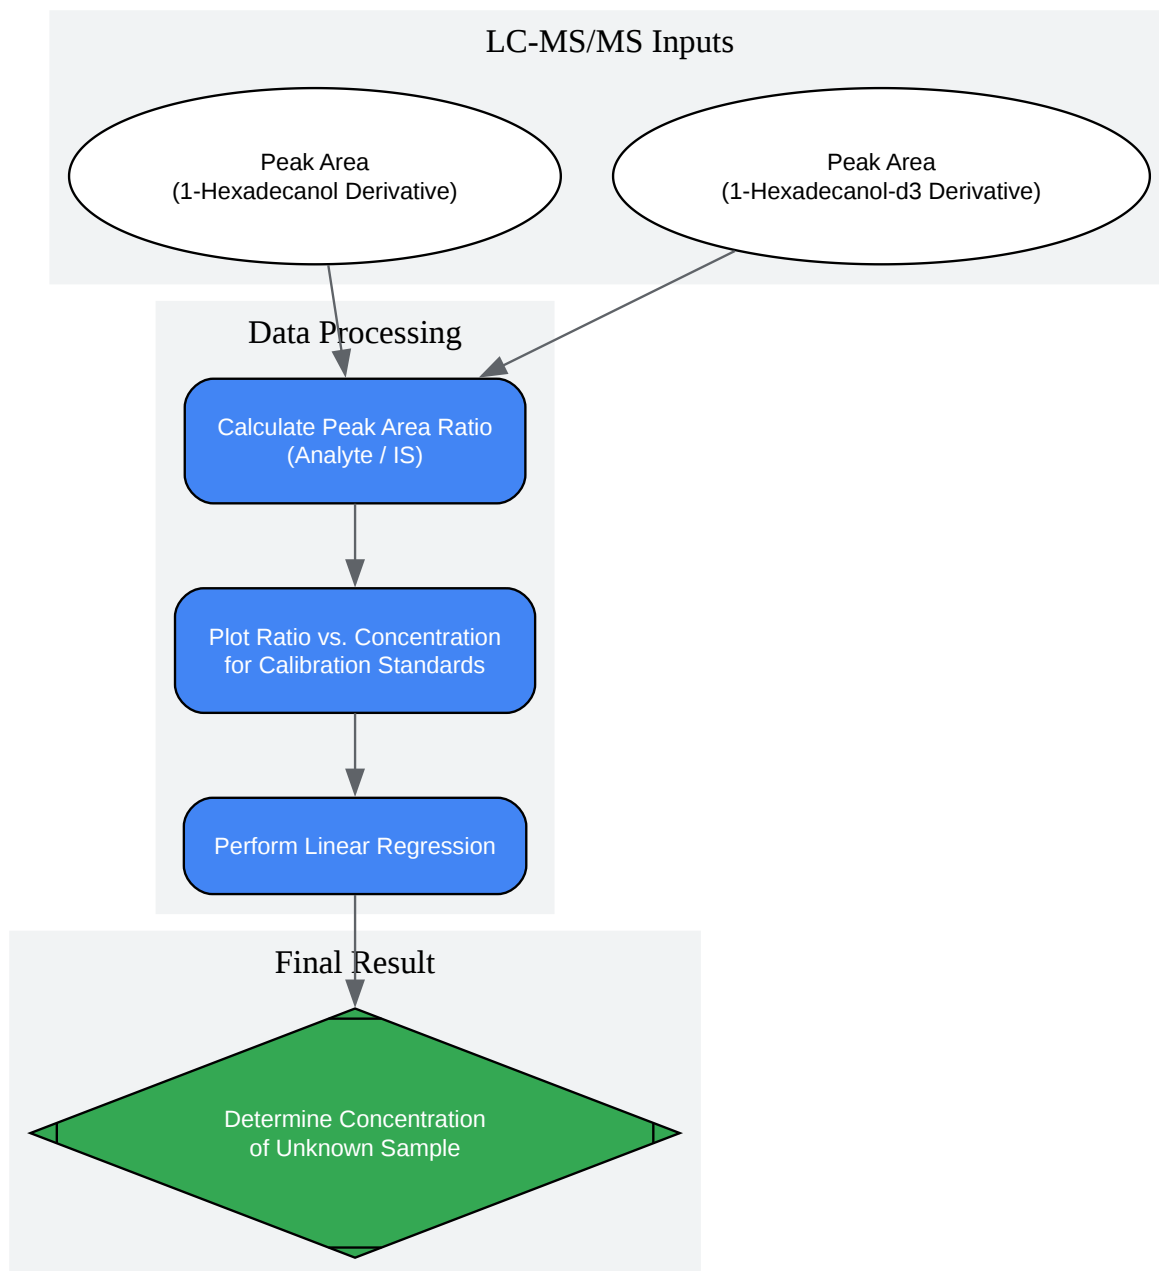 LC-MS/MS Inputs
Peak Area
(1-Hexadecanol Derivative)
Peak Area
(1-Hexadecanol-d3 Derivative)
Data Processing
Calculate Peak Area Ratio
(Analyte / IS)
Plot Ratio vs. Concentration
for Calibration Standards
Perform Linear Regression
Final Result
Determine Concentration
of Unknown Sample